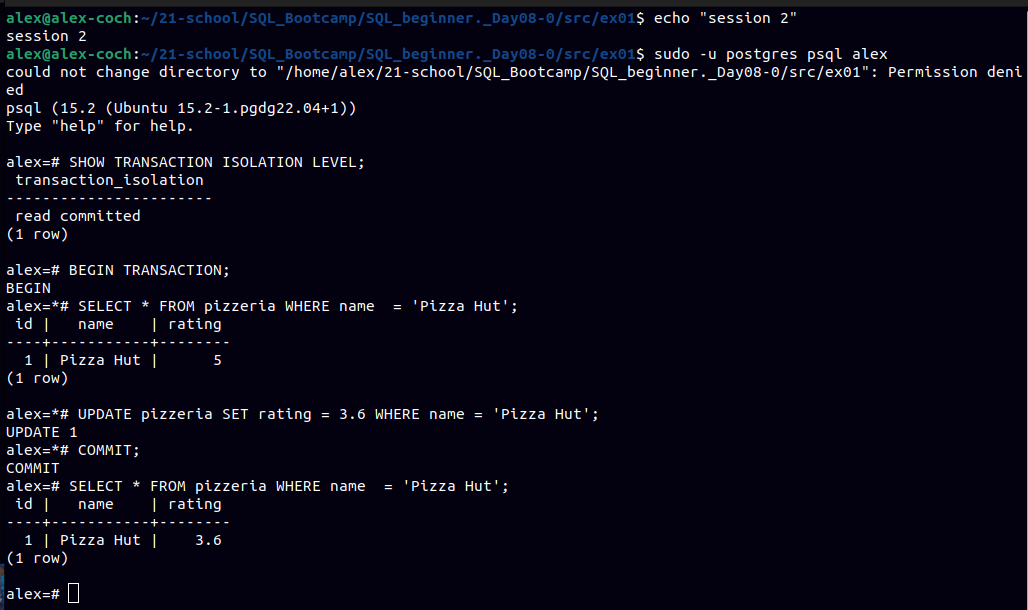 alex@alex-coch:~/21-school/SQL_Bootcamp/SQL_beginner._Day08-0/src/ex01$ echo "session 2"
session 2
alex@alex-coch:~/21-school/SQL_Bootcamp/SQL_beginner._Day08-0/src/ex01$ sudo -u postgres psql alex
could not change directory to "/home/alex/21-school/SQL_Bootcamp/SQL_beginner._Day08-0/src/ex01": Permission deni
ed
psql (15.2 (Ubuntu 15.2-1.pgdg22.04+1))
Type "help" for help.

alex=# SHOW TRANSACTION ISOLATION LEVEL;
 transaction_isolation
-----------------------
 read committed
(1 row)

alex=# BEGIN TRANSACTION;
BEGIN
alex=*# SELECT * FROM pizzeria WHERE name  = 'Pizza Hut';
 id |   name    | rating
----+-----------+--------
  1 | Pizza Hut |      5
(1 row)

alex=*# UPDATE pizzeria SET rating = 3.6 WHERE name = 'Pizza Hut';
UPDATE 1
alex=*# COMMIT;
COMMIT
alex=# SELECT * FROM pizzeria WHERE name  = 'Pizza Hut';
 id |   name    | rating
----+-----------+--------
  1 | Pizza Hut |    3.6
(1 row)

alex=#